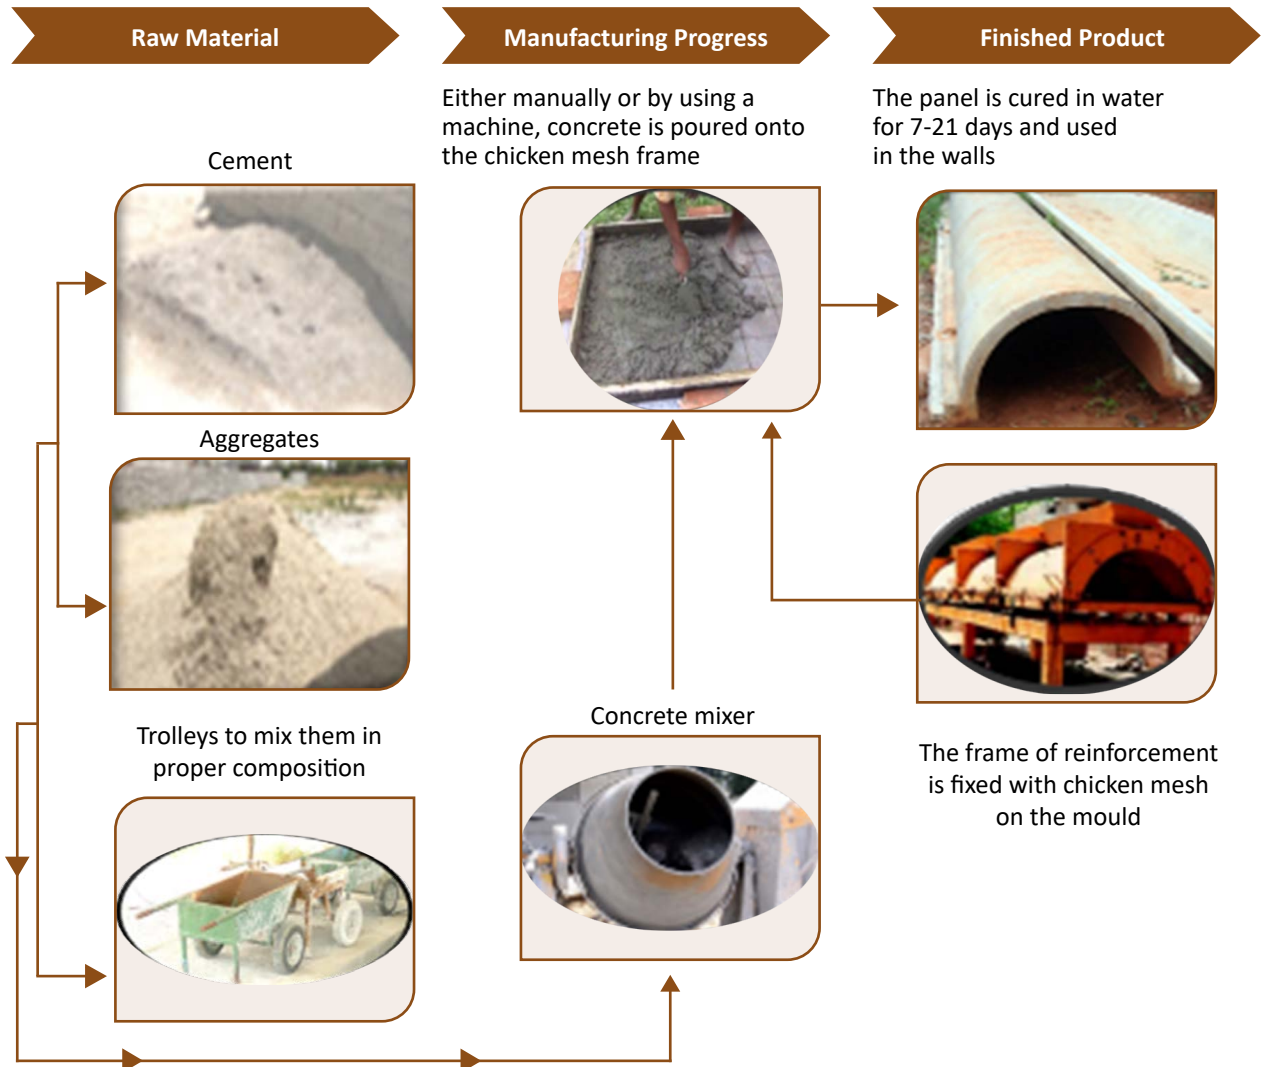 Raw Material
Manufacturing Progress
Finished Product
Either manually or by using a
machine, concrete is poured onto
the chicken mesh frame
The panel is cured in water
for 7-21 days and used
in the walls
Cement
Aggregates
Trolleys to mix them in
proper composition
Concrete mixer
The frame of reinforcement
is fixed with chicken mesh
on the mould